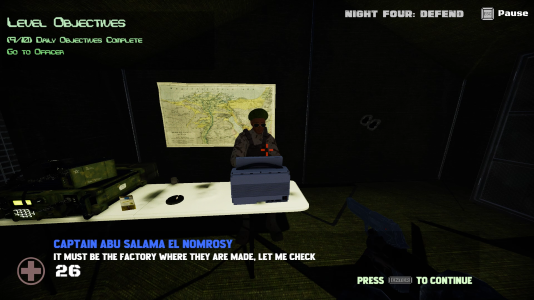 Level Objectives
NIGHT FOUR: DEFEND
Pause
(9/10) Daily Objectives Complete
Go to Officer
CAPTAIN ABU SALAMA EL NOMROSY
IT MUST BE THE FACTORY WHERE THEY ARE MADE, LET ME CHECK
26
PRESS TO CONTINUE